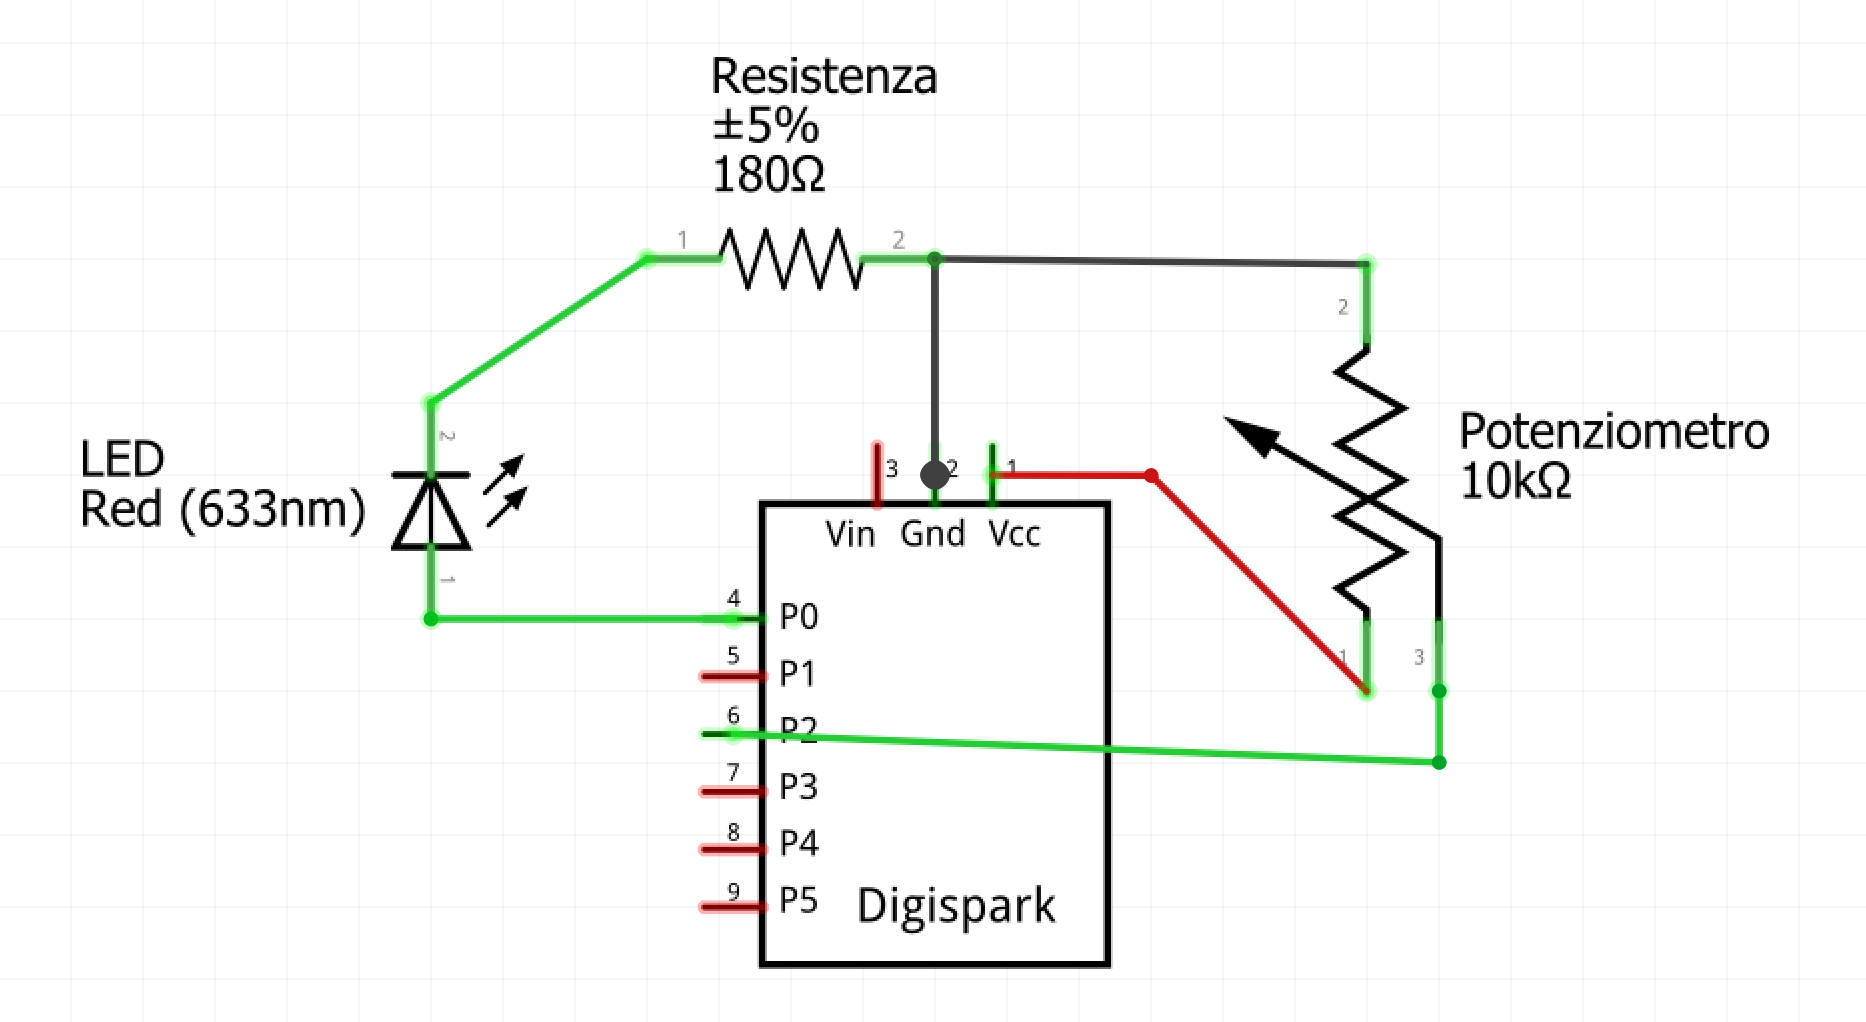 Resistenza
±5%
180Ω
1
2
2
LED
Red (633nm)
2
1
Potenziometro
10kΩ
1
3
3
2
1
Vin
Gnd
Vcc
4
P0
5
P1
6
P2
7
P3
8
P4
9
P5
Digispark